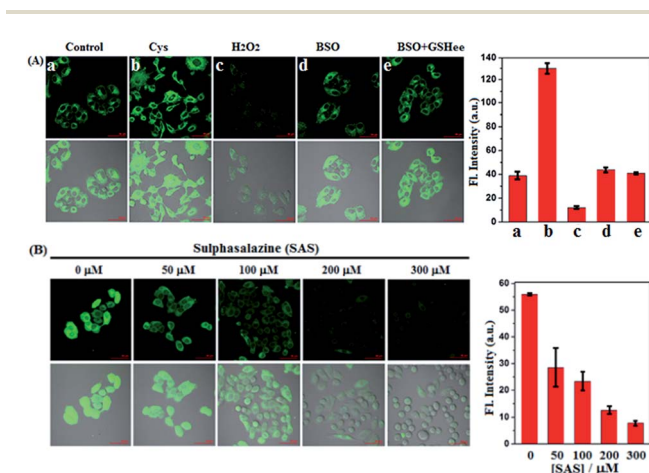 Control Cys H2O2 BSO BSO+GSHee
(A) a b c d e
140
120
100
80
60
40
20
0
Fl. Intensity (a.u.)
a b c d e
(B) Sulphasalazine (SAS)
0 μM 50 μM 100 μM 200 μM 300 μM
60
50
40
30
20
10
0
Fl. Intensity (a.u.)
0 50 100 200 300
[SAS] / μM